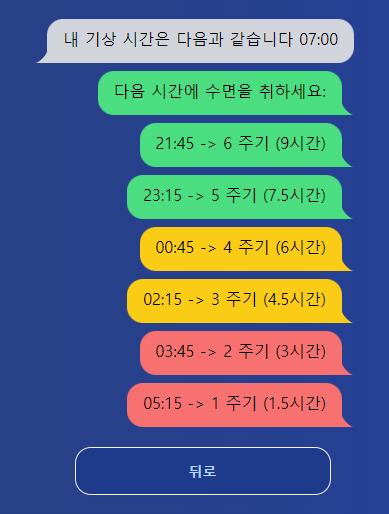 내 기상 시간은 다음과 같습니다 07:00
다음 시간에 수면을 취하세요:
21:45 -> 6 주기 (9시간)
23:15 -> 5 주기 (7.5시간)
00:45 -> 4 주기 (6시간)
02:15 -> 3 주기 (4.5시간)
03:45 -> 2 주기 (3시간)
05:15 -> 1 주기 (1.5시간)
뒤로